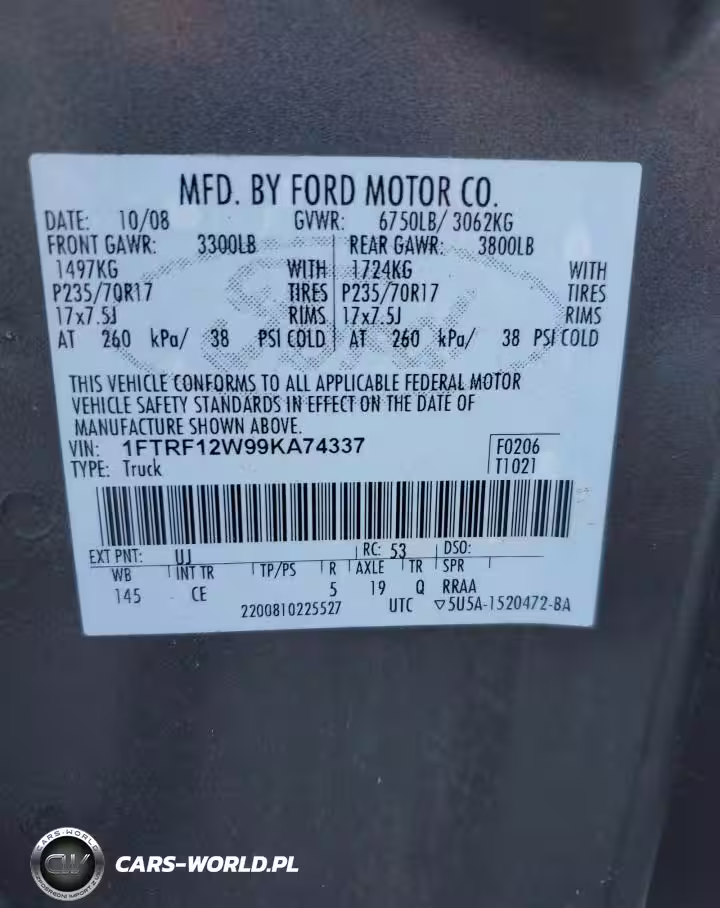 MFD. BY FORD MOTOR CO.
DATE: 10/08 GVWR: 6750LB/ 3062KG
FRONT GAWR: 3300LB REAR GAWR: 3800LB
1497KG WITH 1724KG WITH
P235/70R17 TIRES P235/70R17 TIRES
17x7.5J RIMS 17x7.5J RIMS
AT 260 kPa/ 38 PSI COLD AT 260 kPa/ 38 PSI COLD
THIS VEHICLE CONFORMS TO ALL APPLICABLE FEDERAL MOTOR
VEHICLE SAFETY STANDARDS IN EFFECT ON THE DATE OF
MANUFACTURE SHOWN ABOVE.
VIN: 1FTRF12W99KA74337 F0206
TYPE: Truck T1021
EXT PNT: UJ RC: 53 DSO:
WB INT TR TP/PS R AXLE TR SPR
145 CE 5 19 Q RRAA
2200810225527 UTC ▽5U5A-1520472-BA
CARS-WORLD
CW
CARS-WORLD.PL